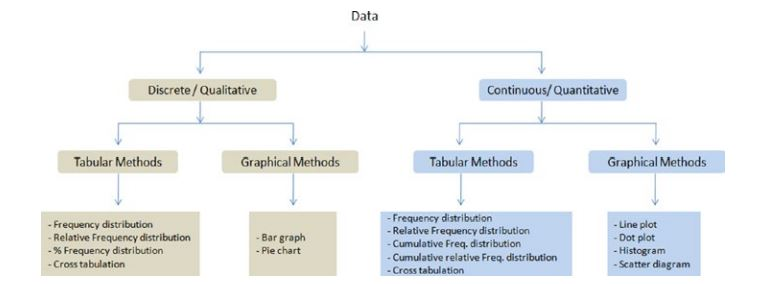 Data
Discrete / Qualitative
Continuous/ Quantitative
Tabular Methods
Graphical Methods
Tabular Methods
Graphical Methods
- Frequency distribution
- Relative Frequency distribution
- % Frequency distribution
- Cross tabulation
- Bar graph
- Pie chart
- Frequency distribution
- Relative Frequency distribution
- Cumulative Freq. distribution
- Cumulative relative Freq. distribution
- Cross tabulation
- Line plot
- Dot plot
- Histogram
- Scatter diagram